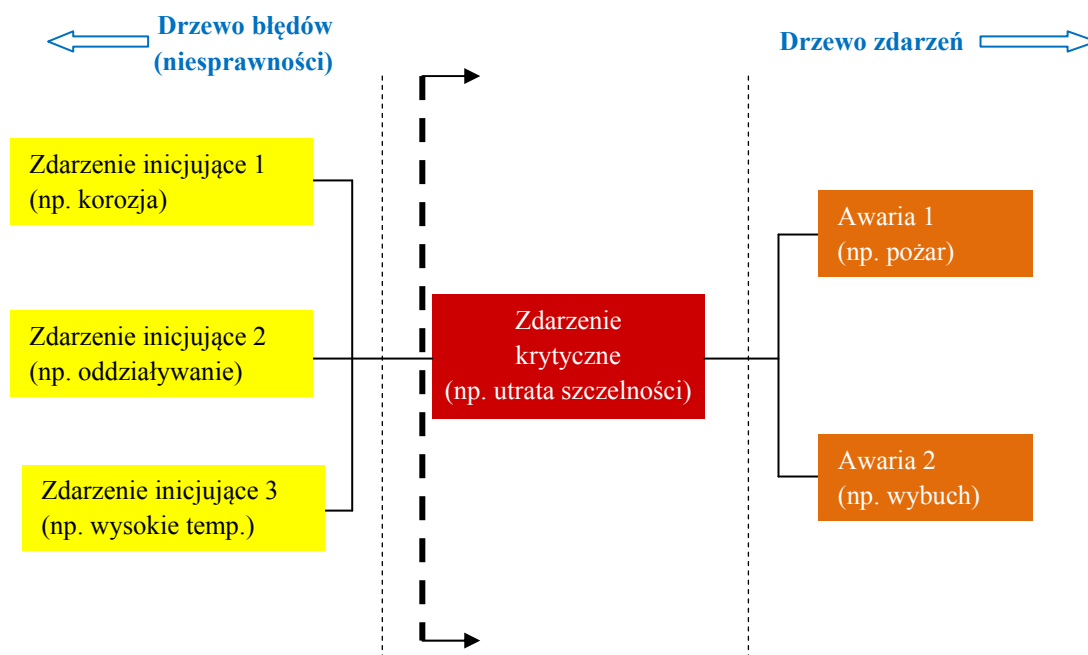 Drzewo błędów
(niesprawności)
Drzewo zdarzeń
Zdarzenie inicjujące 1
(np. korozja)
Zdarzenie inicjujące 2
(np. oddziaływanie)
Zdarzenie inicjujące 3
(np. wysokie temp.)
Zdarzenie
krytyczne
(np. utrata szczelności)
Awaria 1
(np. pożar)
Awaria 2
(np. wybuch)